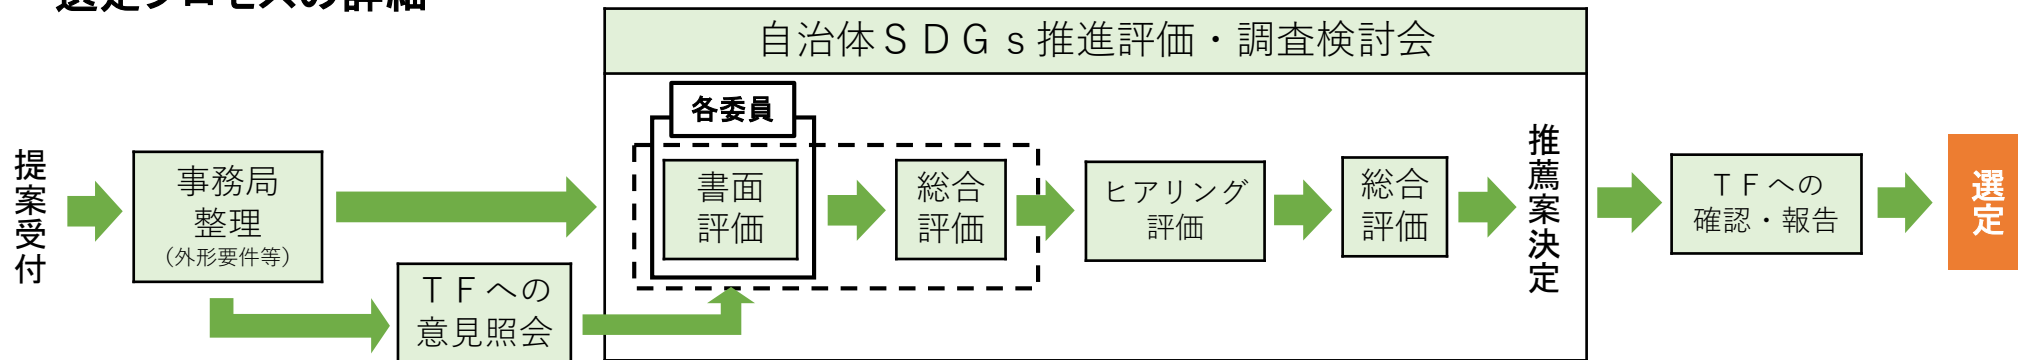 選定プロセスの詳細
自治体ＳＤＧｓ推進評価・調査検討会
各委員
提案受付
事務局
整理
（外形要件等）
ＴＦへの
意見照会
書面
評価
総合
評価
ヒアリング
評価
総合
評価
推薦案決定
ＴＦへの
確認・報告
選定